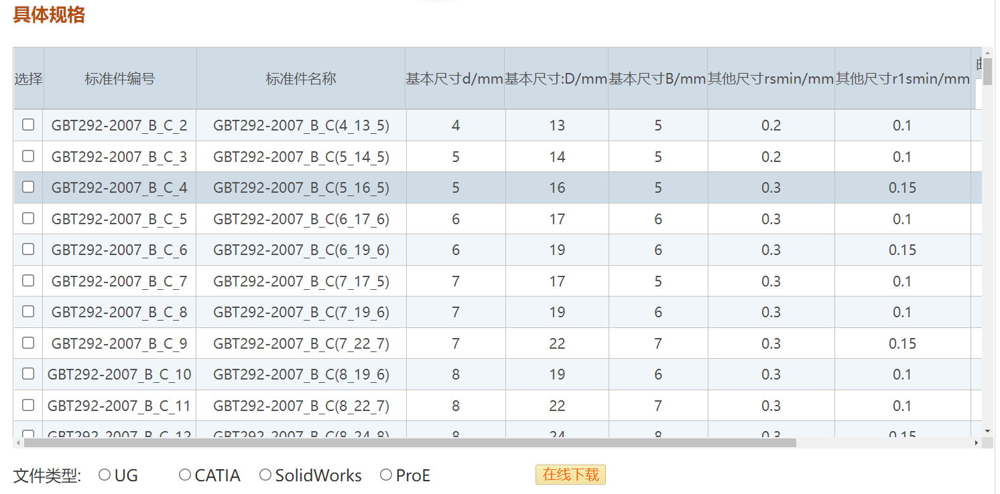 具体规格
选择 标准件编号 标准件名称 基本尺寸d/mm 基本尺寸:D/mm 基本尺寸B/mm 其他尺寸rsmin/mm 其他尺寸r1smin/mm
GBT292-2007_B_C_2 GBT292-2007_B_C(4_13_5) 4 13 5 0.2 0.1
GBT292-2007_B_C_3 GBT292-2007_B_C(5_14_5) 5 14 5 0.2 0.1
GBT292-2007_B_C_4 GBT292-2007_B_C(5_16_5) 5 16 5 0.3 0.15
GBT292-2007_B_C_5 GBT292-2007_B_C(6_17_6) 6 17 6 0.3 0.1
GBT292-2007_B_C_6 GBT292-2007_B_C(6_19_6) 6 19 6 0.3 0.15
GBT292-2007_B_C_7 GBT292-2007_B_C(7_17_5) 7 17 5 0.3 0.1
GBT292-2007_B_C_8 GBT292-2007_B_C(7_19_6) 7 19 6 0.3 0.1
GBT292-2007_B_C_9 GBT292-2007_B_C(7_22_7) 7 22 7 0.3 0.15
GBT292-2007_B_C_10 GBT292-2007_B_C(8_19_6) 8 19 6 0.3 0.1
GBT292-2007_B_C_11 GBT292-2007_B_C(8_22_7) 8 22 7 0.3 0.1
GBT292-2007_B_C_12 GBT292-2007_B_C(8_24_8) 8 24 8 0.3 0.15
文件类型: UG CATIA SolidWorks ProE 在线下载